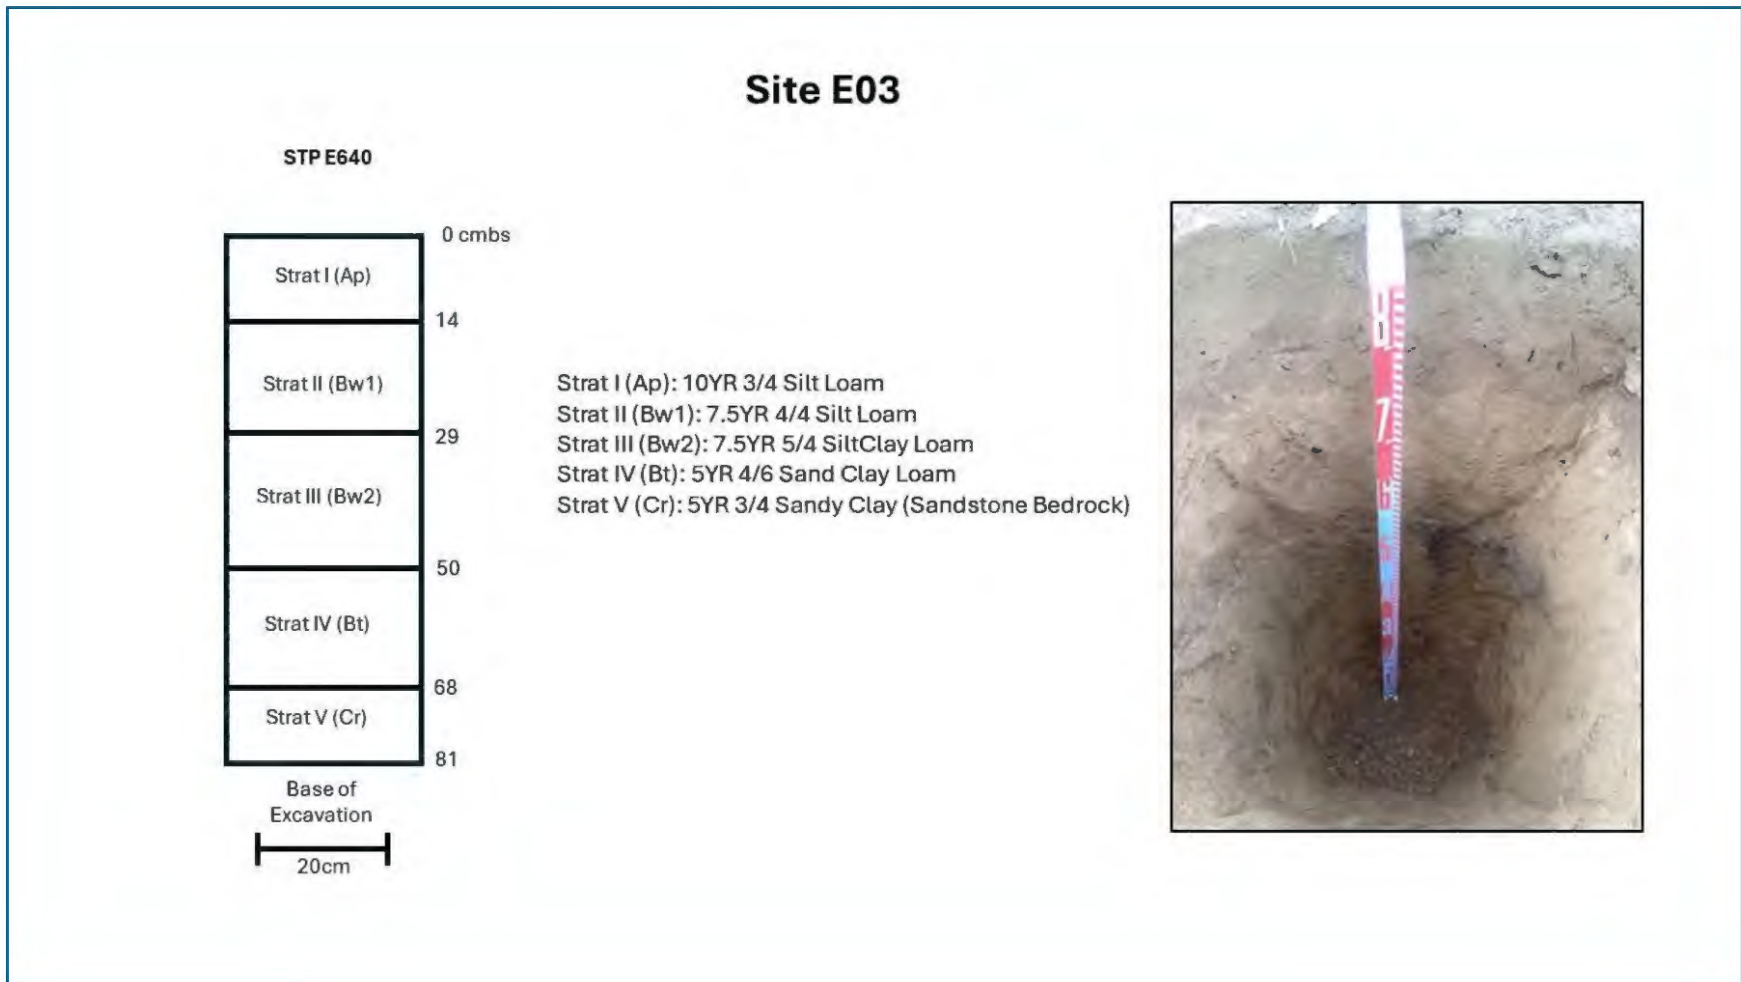 Site E03
STP E640
0 cmbs
Strat I (Ap)
14
Strat II (Bw1)
29
Strat III (Bw2)
50
Strat IV (Bt)
68
Strat V (Cr)
81
Base of
Excavation
20cm
Strat I (Ap): 10YR 3/4 Silt Loam
Strat II (Bw1): 7.5YR 4/4 Silt Loam
Strat III (Bw2): 7.5YR 5/4 SiltClay Loam
Strat IV (Bt): 5YR 4/6 Sand Clay Loam
Strat V (Cr): 5YR 3/4 Sandy Clay (Sandstone Bedrock)
8
7